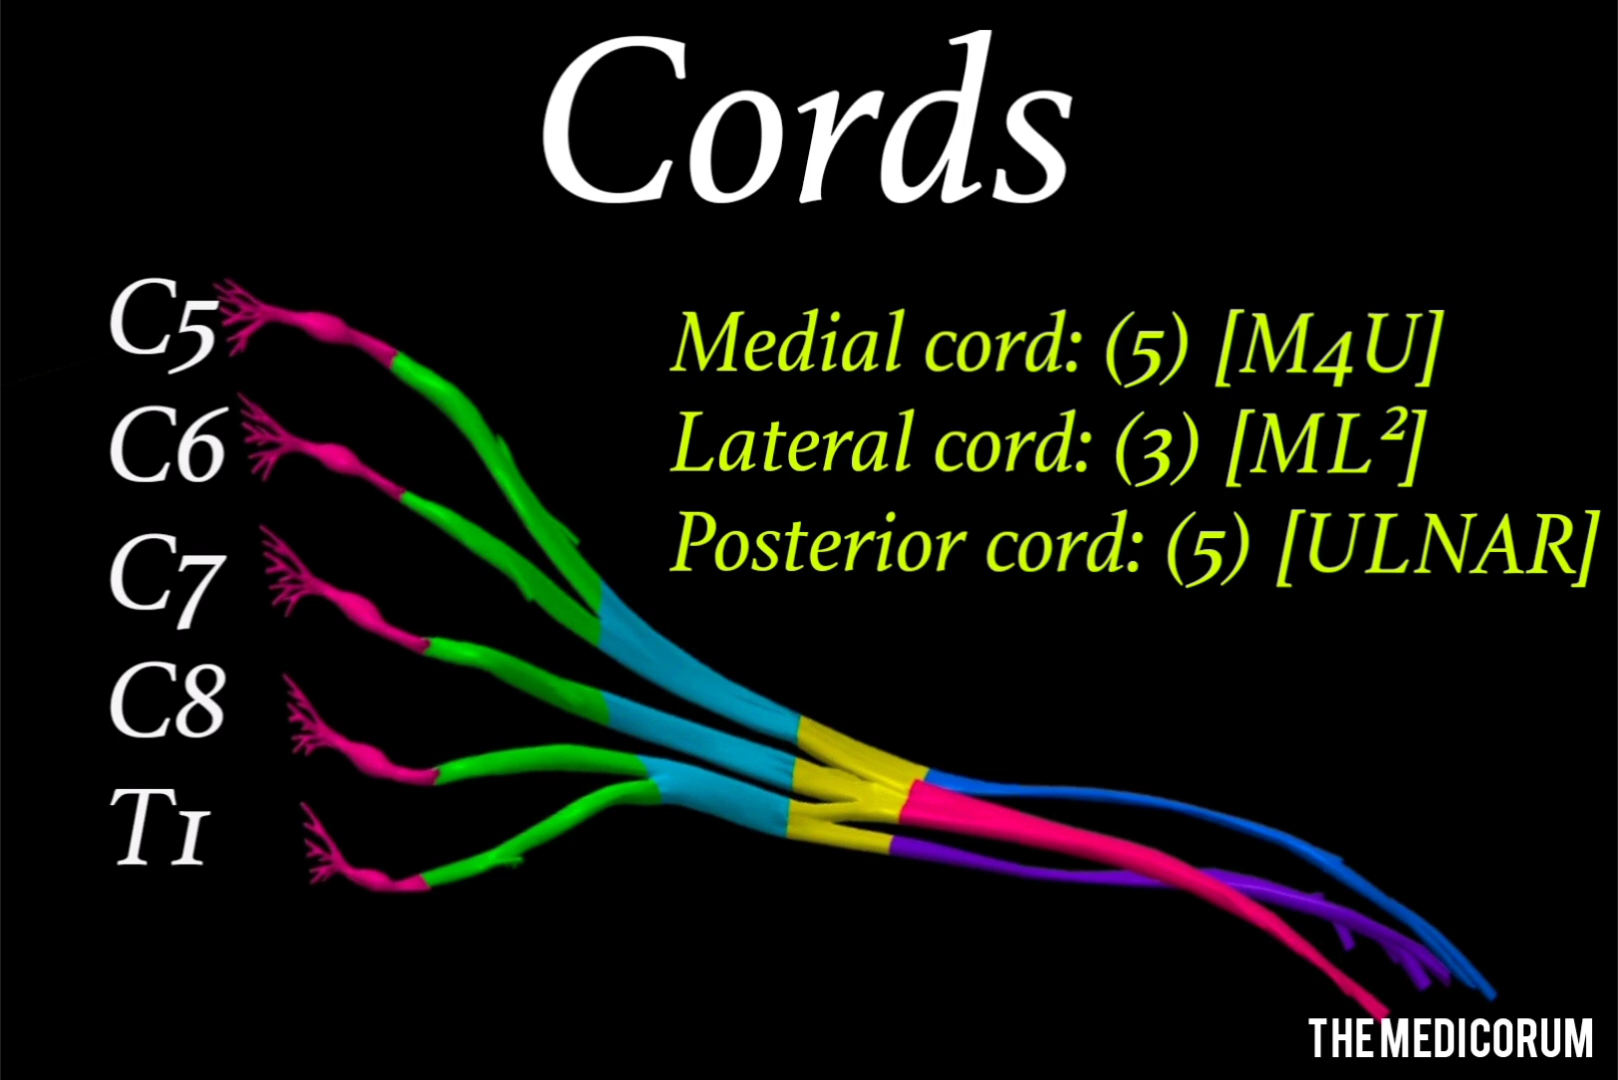 Cords
C5
C6
C7
C8
T1
Medial cord: (5) [M4U]
Lateral cord: (3) [ML²]
Posterior cord: (5) [ULNAR]
THE MEDICORUM